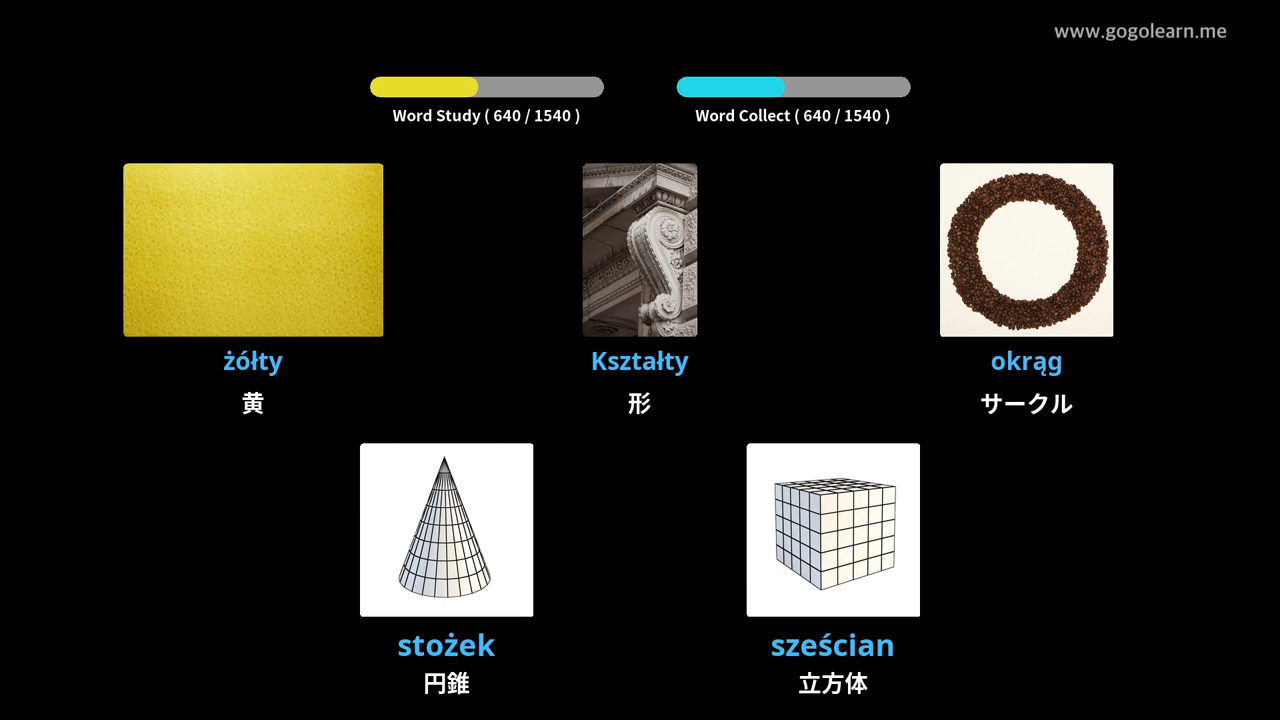 www.gogolearn.me
Word Study ( 640 / 1540 )
Word Collect ( 640 / 1540 )
żółty
Kształty
okrąg
黄
形
サークル
stożek
sześcian
円錐
立方体